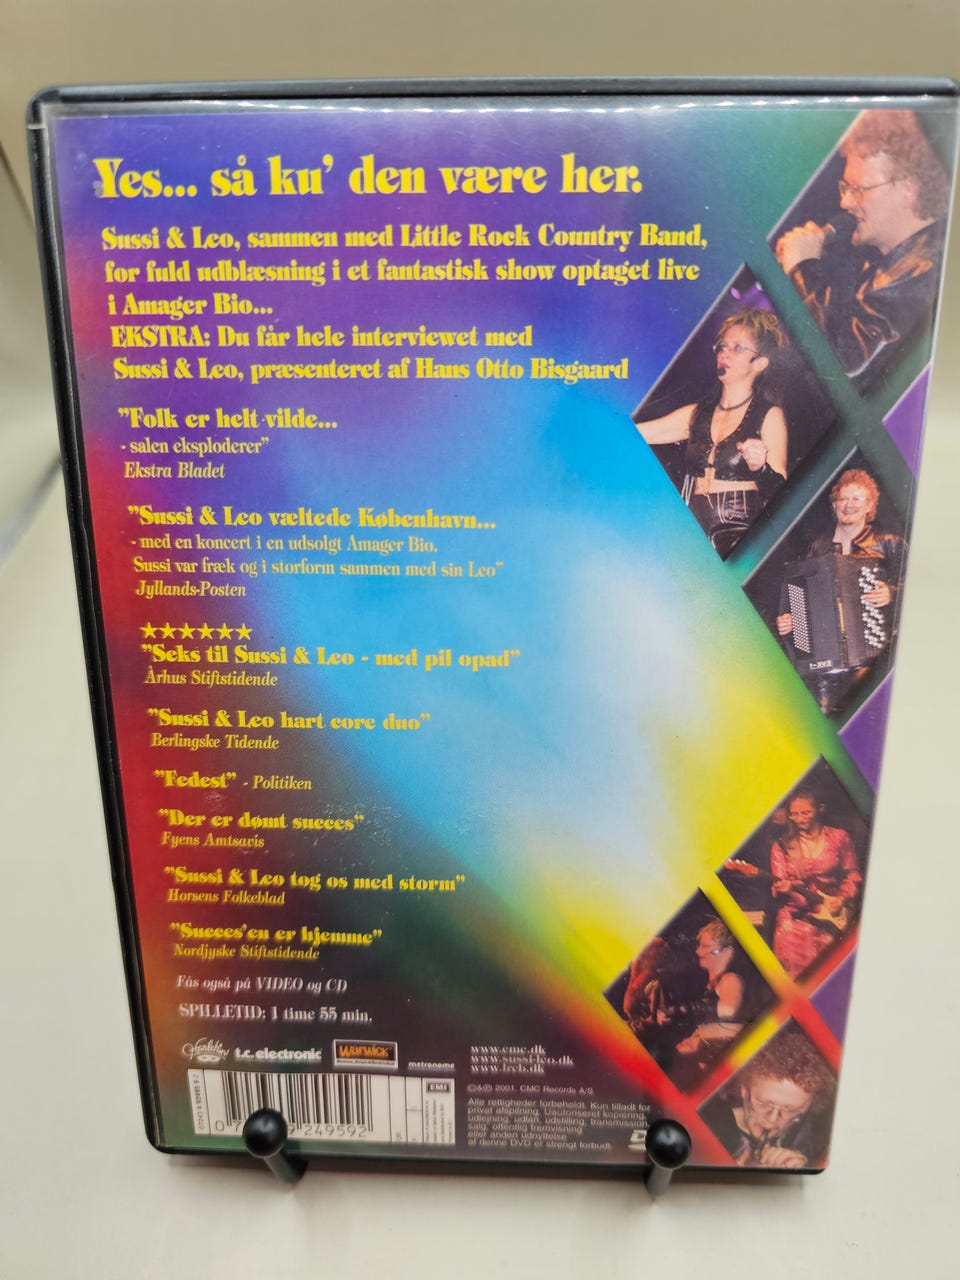 Yes... så ku' den være her.
Sussi & Leo, sammen med Little Rock Country Band,
for fuld udblæsning i et fantastisk show optaget live
i Amager Bio...
EKSTRA: Du får hele interviewet med
Sussi & Leo, præsenteret af Hans Otto Bisgaard
"Folk er helt vilde...
- salen eksploderer"
Ekstra Bladet
"Sussi & Leo væltede København...
- med en koncert i en udsolgt Amager Bio.
Sussi var fræk og i storform sammen med sin Leo"
Jyllands-Posten
★★★★★★
"Seks til Sussi & Leo - med pil opad"
Århus Stiftstidende
"Sussi & Leo hart core duo"
Berlingske Tidende
"Fedest" - Politiken
"Der er dømt succes"
Fyens Amtsavis
"Sussi & Leo tog os med storm"
Horsens Folkeblad
"Succes'en er hjemme"
Nordjyske Stiftstidende
Fås også på VIDEO og CD
SPILLETID: 1 time 55 min.
t.c. electronic
Warwick
metronome
www.cmc.dk
www.sussi-leo.dk
www.lrcb.dk
EMI
©&℗ 2001. CMC Records A/S
Alle rettigheder forbeholdt. Kun tilladt for
privat afspilning. Uautoriseret kopiering,
udlejning, udlån, udstilling, transmission,
salg, offentlig fremvisning
eller anden udnyttelse
af denne DVD er strengt forbudt.
9 249592